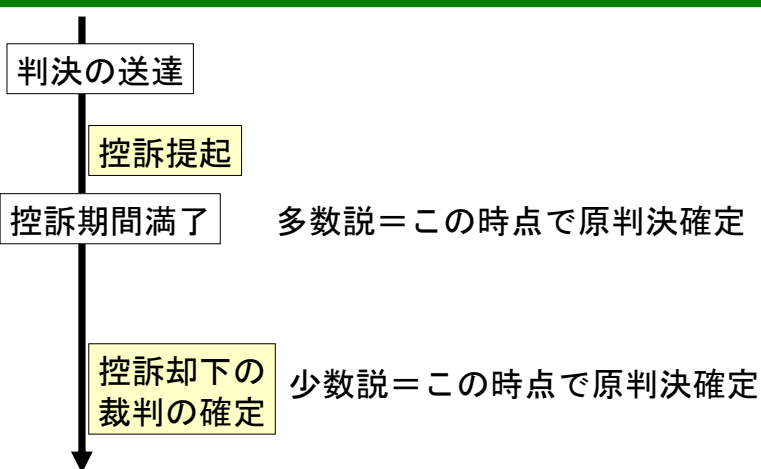 判決の送達
控訴提起
控訴期間満了
多数説＝この時点で原判決確定
控訴却下の
裁判の確定
少数説＝この時点で原判決確定